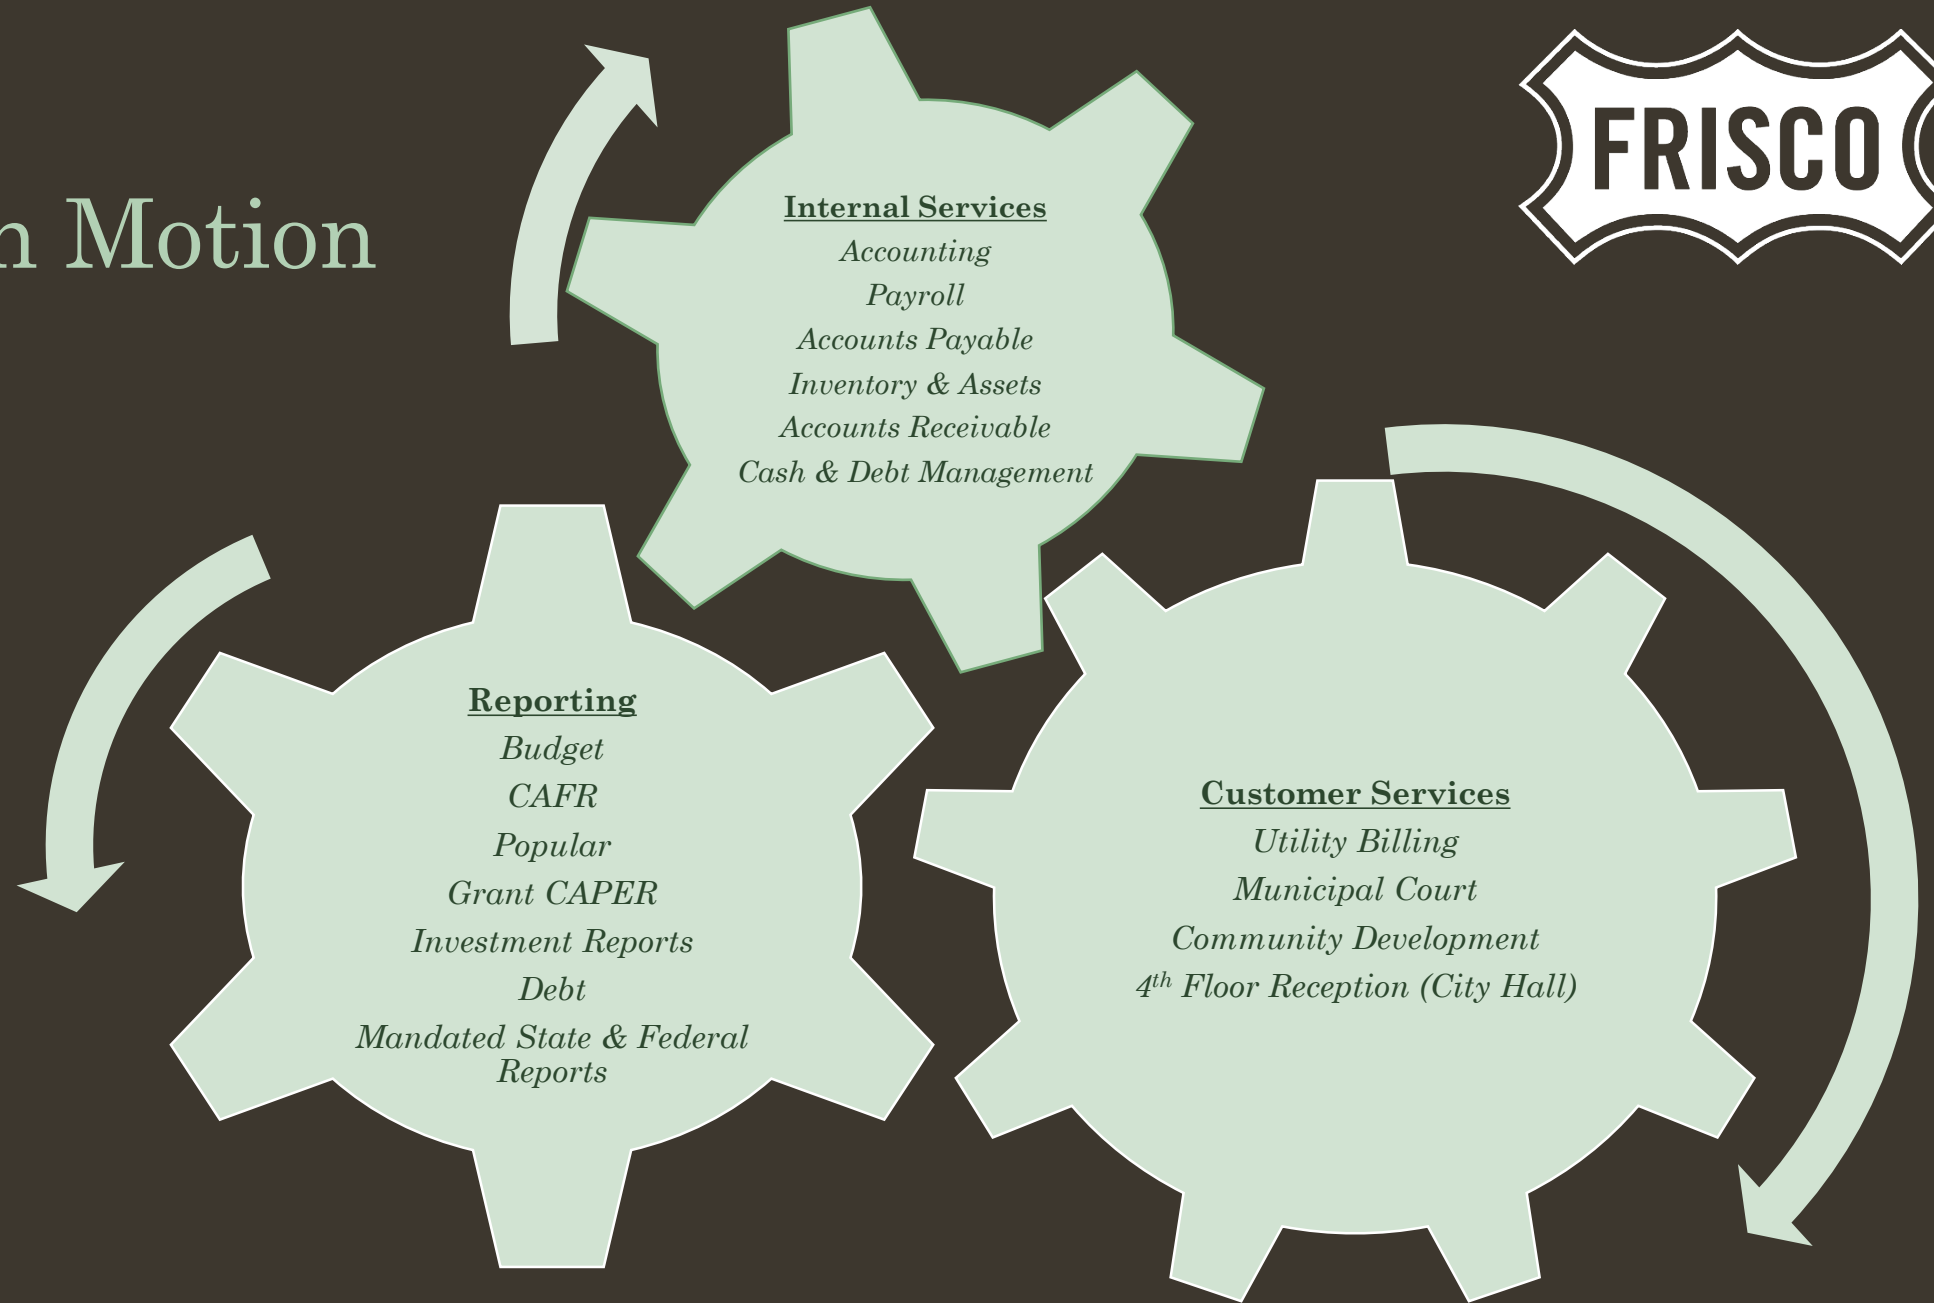 n Motion
FRISCO
Internal Services
Accounting
Payroll
Accounts Payable
Inventory & Assets
Accounts Receivable
Cash & Debt Management
Reporting
Budget
CAFR
Popular
Grant CAPER
Investment Reports
Debt
Mandated State & Federal
Reports
Customer Services
Utility Billing
Municipal Court
Community Development
4th Floor Reception (City Hall)